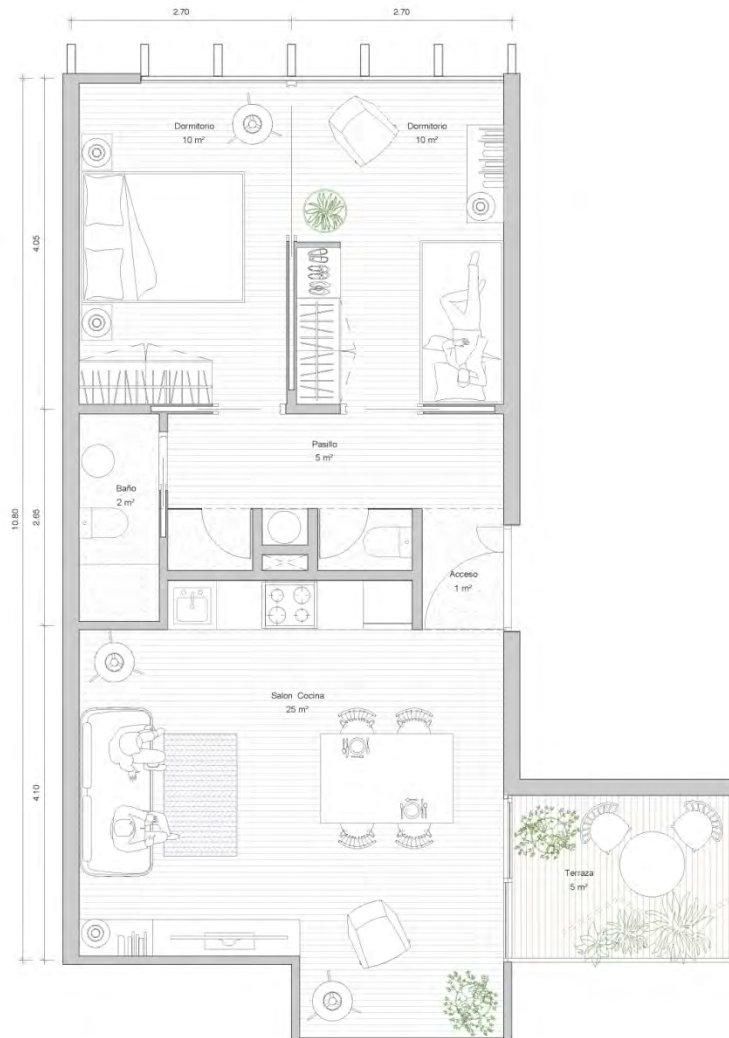 2.70
2.70
Dormitorio
10 m²
Dormitorio
10 m²
4.05
Pasillo
5 m²
Baño
2 m²
10.80
2.65
Acceso
1 m²
Salon Cocina
25 m²
4.10
Terraza
5 m²